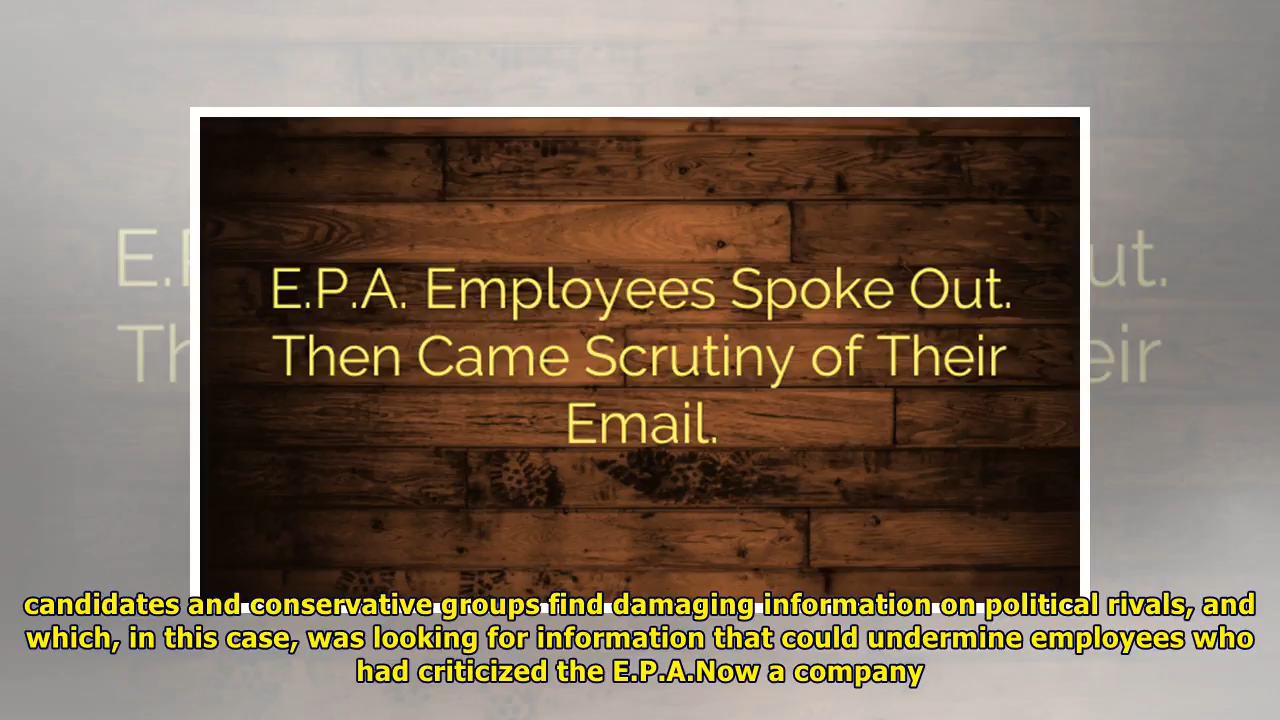 E.P.A. Employees Spoke Out.
Then Came Scrutiny of Their
Email.
candidates and conservative groups find damaging information on political rivals, and
which, in this case, was looking for information that could undermine employees who
had criticized the E.P.A.Now a company